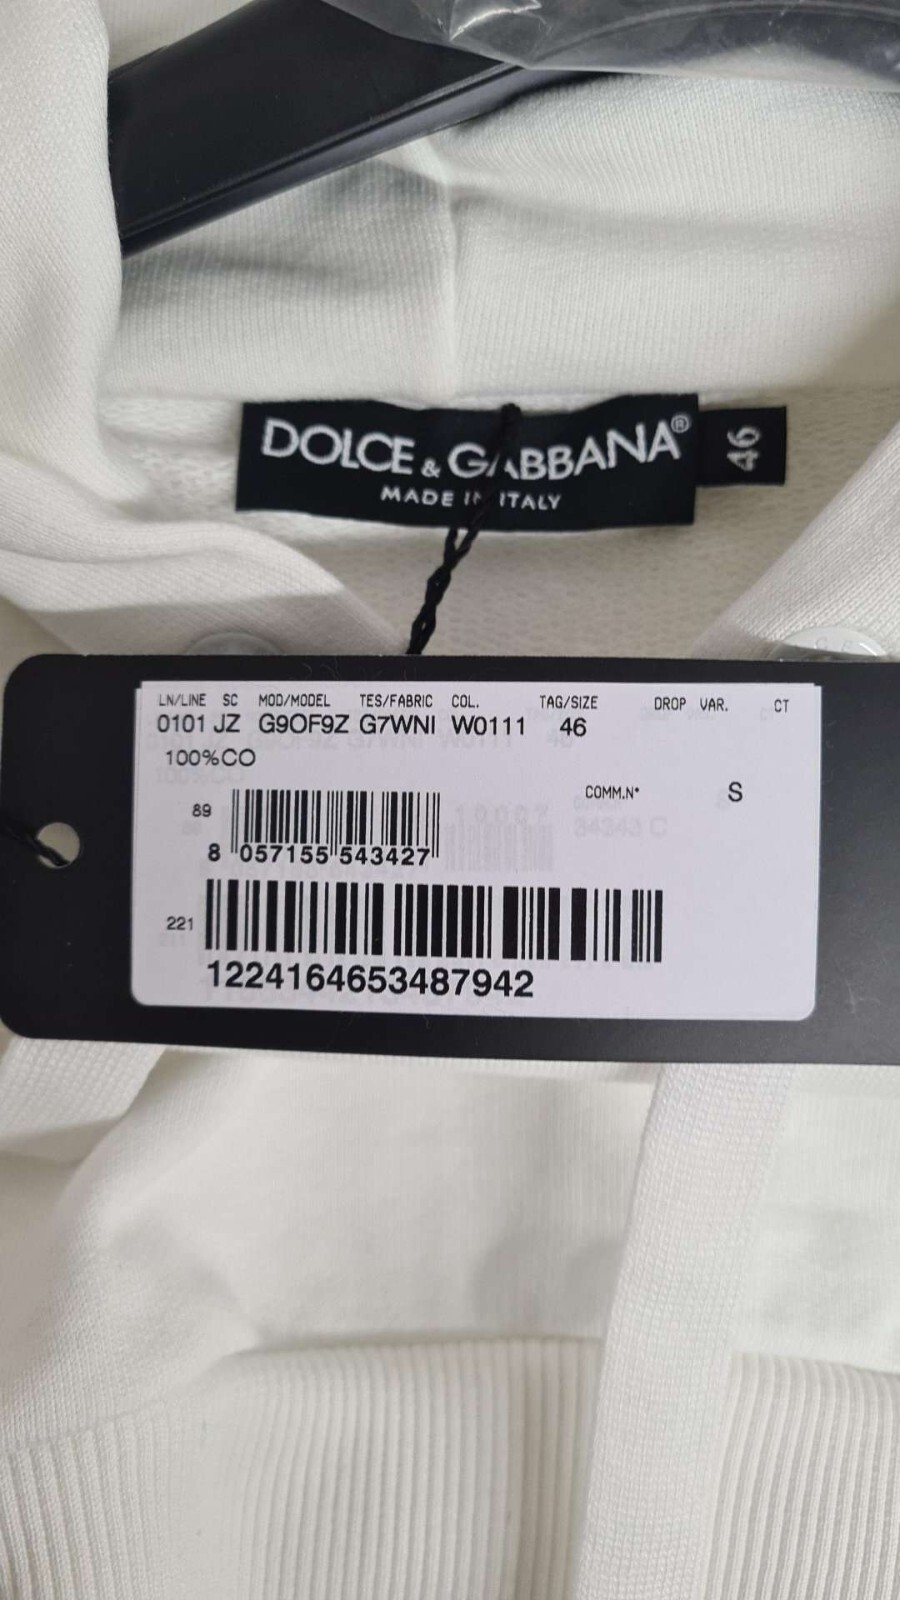 DOLCE & GABBANA®
MADE IN ITALY
46
LN/LINE SC MOD/MODEL TES/FABRIC COL. TAG/SIZE DROP VAR. CT
0101 JZ G9OF9Z G7WNI W0111 46
100%CO
COMM.N° S
89
8 057155 543427
221
1224164653487942